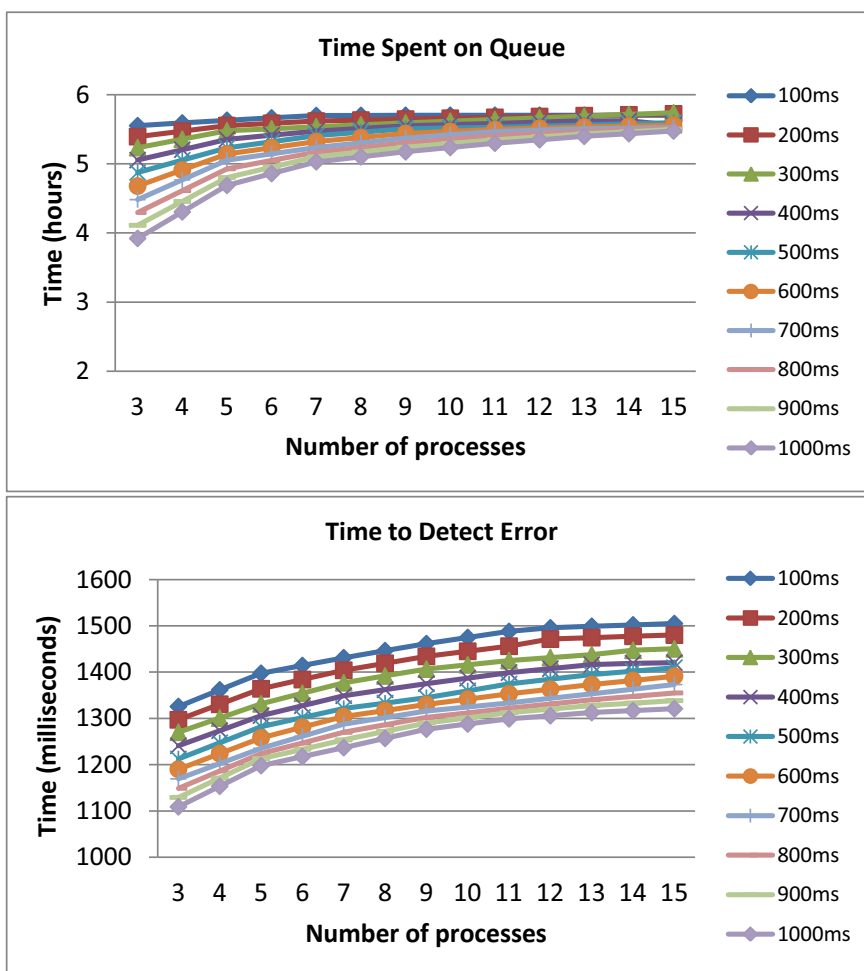 Time Spent on Queue
Time (hours)
6
5
4
3
2
3 4 5 6 7 8 9 10 11 12 13 14 15
Number of processes
100ms
200ms
300ms
400ms
500ms
600ms
700ms
800ms
900ms
1000ms
Time to Detect Error
Time (milliseconds)
1600
1500
1400
1300
1200
1100
1000
3 4 5 6 7 8 9 10 11 12 13 14 15
Number of processes
100ms
200ms
300ms
400ms
500ms
600ms
700ms
800ms
900ms
1000ms